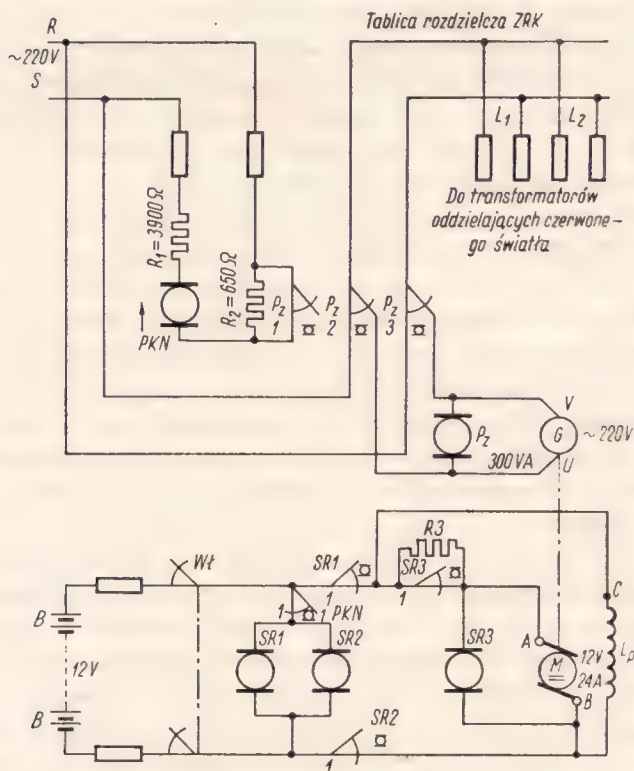 R
~220V
S
Tablica rozdzielcza ZRK
L1
L2
Do transformatorów
oddzielających czerwone-
go światła
R1=3900Ω
R2=650Ω
PKN
Pz
1
Pz
2
Pz
3
Pz
V
G
~220V
U
300VA
Wł
B
12V
B
SR1
1
R3
SR3
1
1
1
PKN
SR1
SR2
SR3
A
M
12V
24A
B
C
Lp
SR2
1